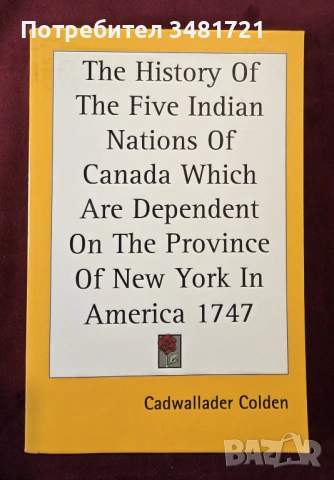 Потребител 3481721
The History Of
The Five Indian
Nations Of
Canada Which
Are Dependent
On The Province
Of New York In
America 1747
Cadwallader Colden
BAZAR